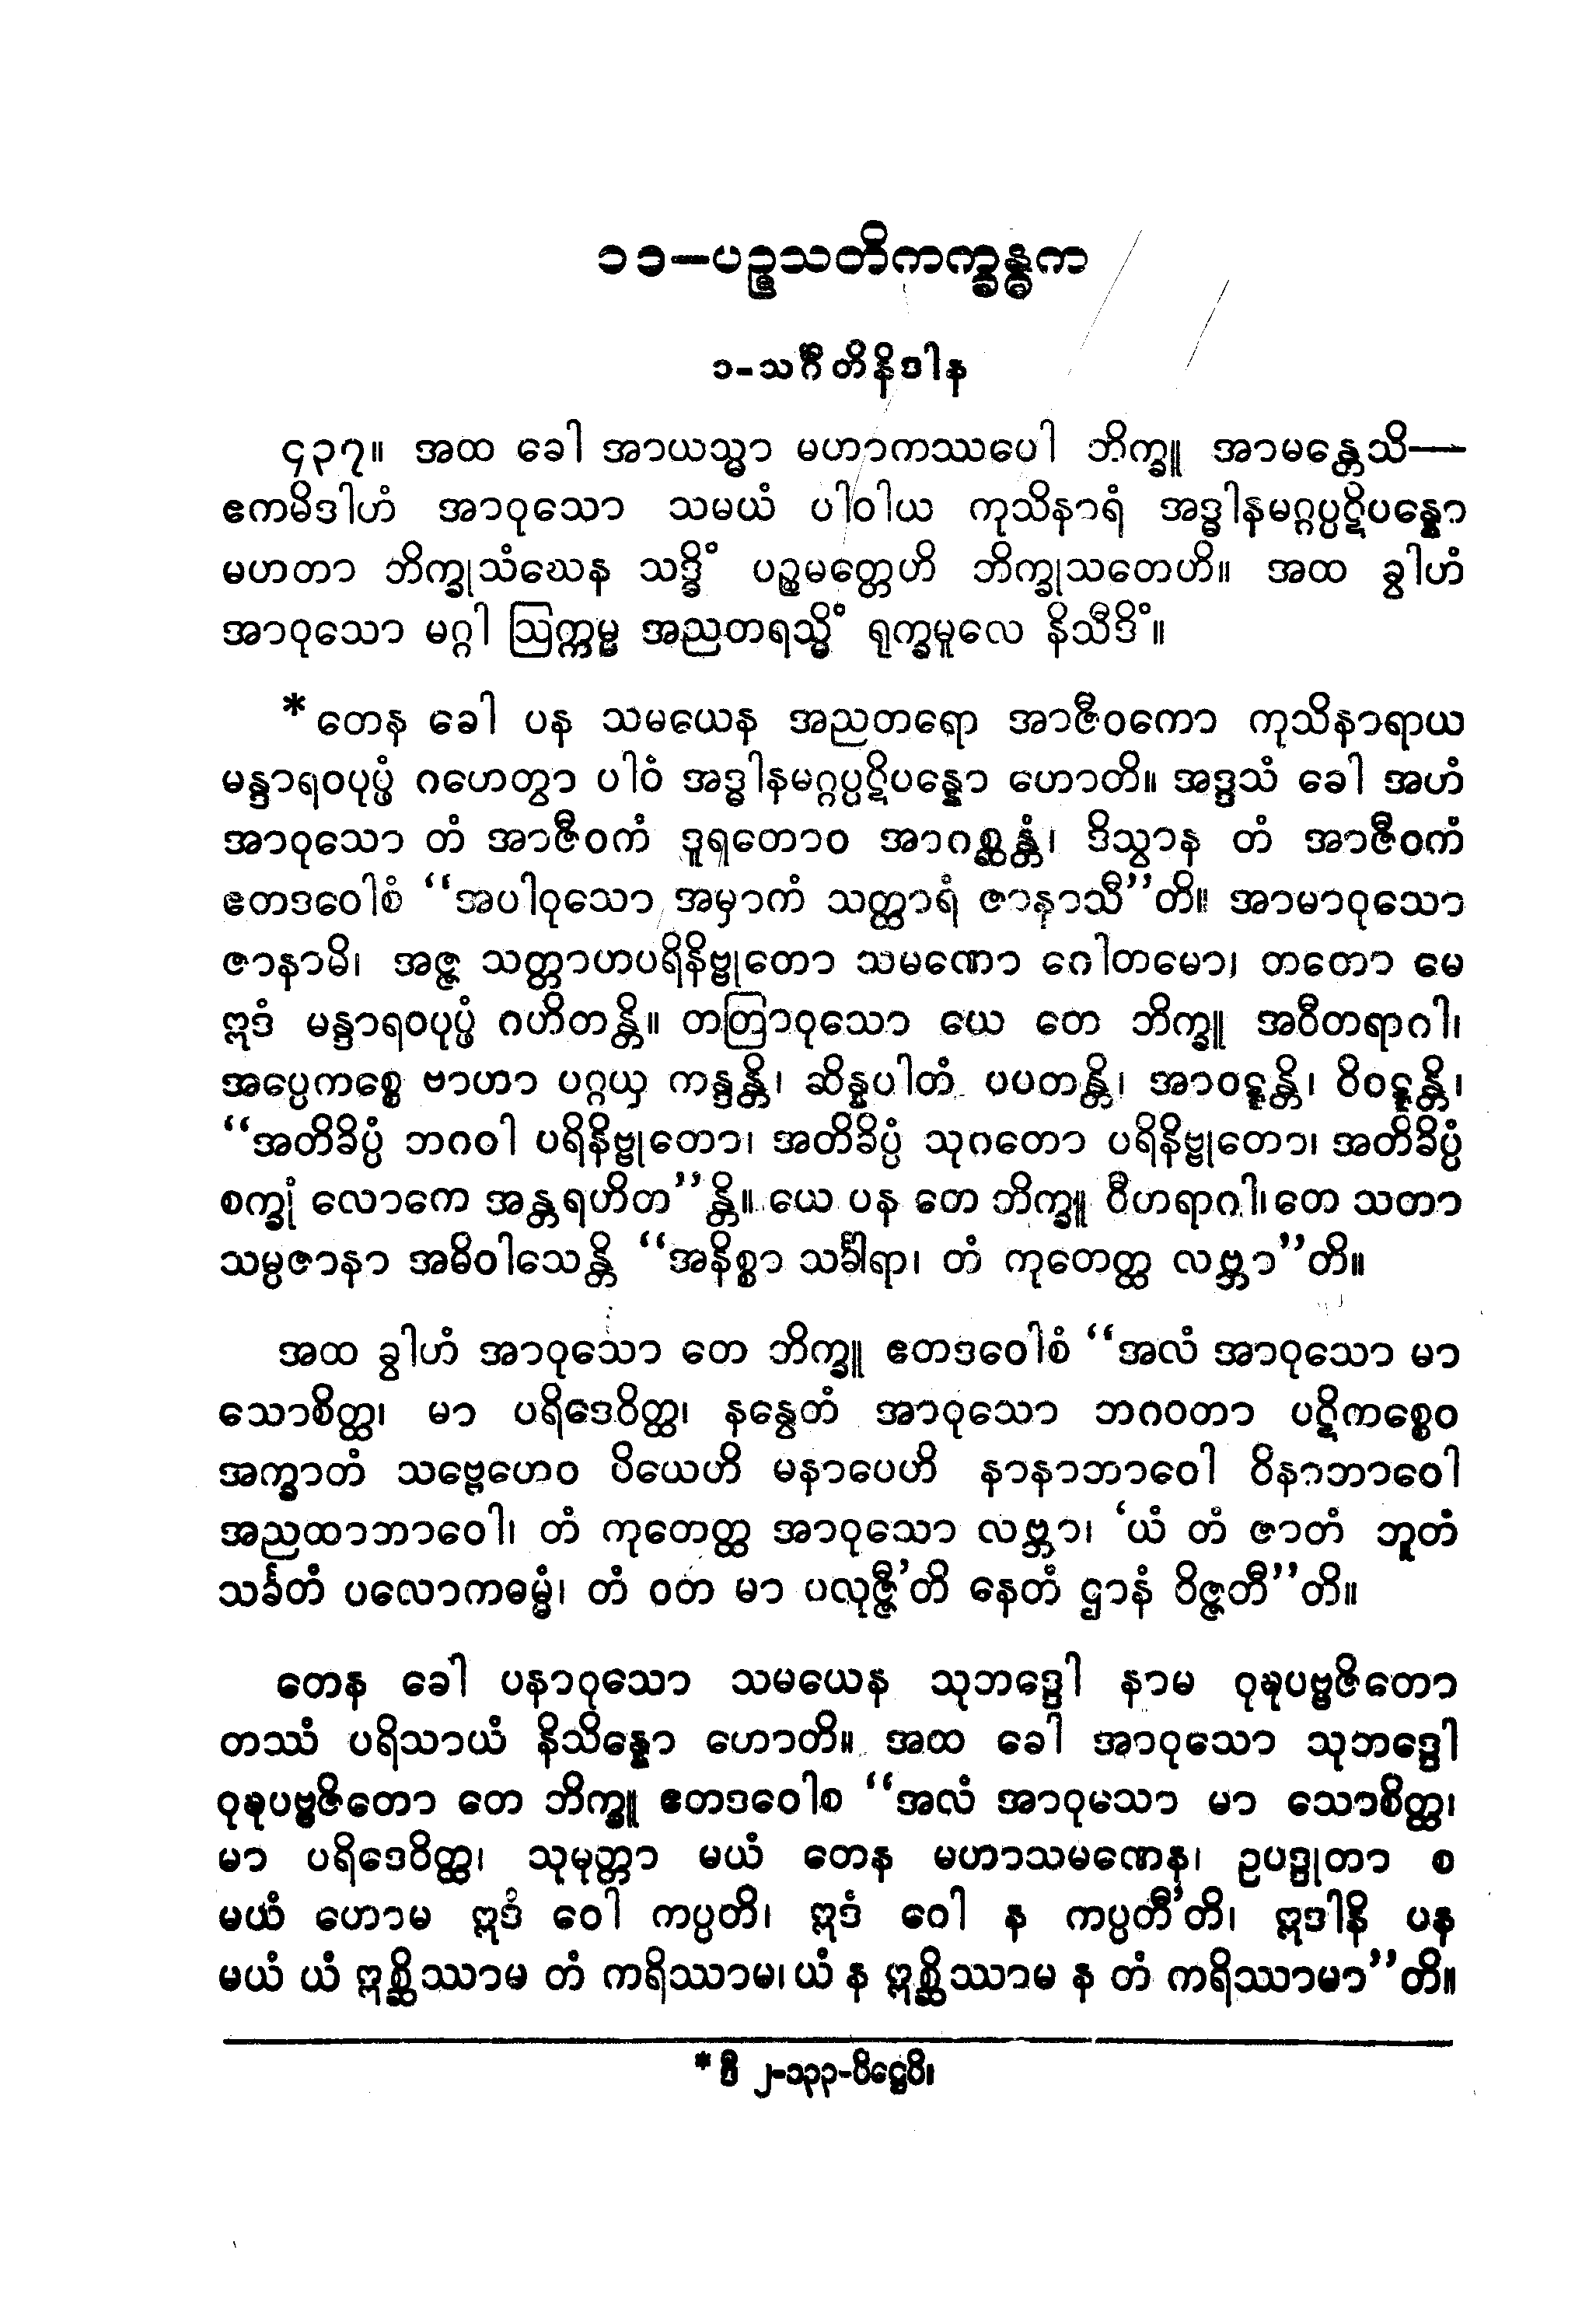 ၁၁–ပဉ္စသတိကက္ခန္ဓက
၁-သင်္ဂီတိနိဒါန
၄၃၇။ အထ ခေါ အာယသ္မာ မဟာကဿပေါ ဘိက္ခူ အာမန္တေသိ—
ဧကမိဒါဟံ အာဝုသော သမယံ ပါဝါယ ကုသိနာရံ အဒ္ဓါနမဂ္ဂပ္ပဋိပန္နော
မဟတာ ဘိက္ခုသံဃေန သဒ္ဓိံ ပဉ္စမတ္တေဟိ ဘိက္ခုသတေဟိ။ အထ ခွါဟံ
အာဝုသော မဂ္ဂါ ဩက္ကမ္မ အညတရသ္မိံ ရုက္ခမူလေ နိသီဒိံ။
*တေန ခေါ ပန သမယေန အညတရော အာဇီဝကော ကုသိနာရာယ
မန္ဒာရဝပုပ္ဖံ ဂဟေတွာ ပါဝံ အဒ္ဓါနမဂ္ဂပ္ပဋိပန္နော ဟောတိ။ အဒ္ဒသံ ခေါ အဟံ
အာဝုသော တံ အာဇီဝကံ ဒူရတောဝ အာဂစ္ဆန္တံ၊ ဒိသွာန တံ အာဇီဝကံ
ဧတဒဝေါစံ “အပါဝုသော အမှာကံ သတ္ထာရံ ဇာနာသီ”တိ။ အာမာဝုသော
ဇာနာမိ၊ အဇ္ဇ သတ္တာဟပရိနိဗ္ဗုတော သမဏော ဂေါတမော၊ တတော မေ
ဣဒံ မန္ဒာရဝပုပ္ဖံ ဂဟိတန္တိ။ တတြာဝုသော ယေ တေ ဘိက္ခူ အဝီတရာဂါ၊
အပ္ပေကစ္စေ ဗာဟာ ပဂ္ဂယှ ကန္ဒန္တိ၊ ဆိန္နပါတံ ပပတန္တိ၊ အာဝဋ္ဋန္တိ၊ ဝိဝဋ္ဋန္တိ၊
“အတိခိပ္ပံ ဘဂဝါ ပရိနိဗ္ဗုတော၊ အတိခိပ္ပံ သုဂတော ပရိနိဗ္ဗုတော၊ အတိခိပ္ပံ
စက္ခုံ လောကေ အန္တရဟိတ”န္တိ။ ယေ ပန တေ ဘိက္ခူ ဝီဟရာဂါ၊ တေ သတာ
သမ္ပဇာနာ အဓိဝါသေန္တိ “အနိစ္စာ သင်္ခါရာ၊ တံ ကုတေတ္ထ လဗ္ဘာ”တိ။
အထ ခွါဟံ အာဝုသော တေ ဘိက္ခူ ဧတဒဝေါစံ “အလံ အာဝုသော မာ
သောစိတ္ထ၊ မာ ပရိဒေဝိတ္ထ၊ နန္വေတံ အာဝုသော ဘဂဝတာ ပဋိကစ္စေဝ
အက္ခာတံ သဗ္ဗေဟေဝ ပိယေဟိ မနာပေဟိ နာနာဘာဝေါ ဝိနာဘာဝေါ
အညထာဘာဝေါ၊ တံ ကုတေတ္ထ အာဝုသော လဗ္ဘာ၊ ‘ယံ တံ ဇာတံ ဘူတံ
သင်္ခတံ ပလောကဓမ္မံ၊ တံ ဝတ မာ ပလုဇ္ဇီ’တိ နေတံ ဌာနံ ဝိဇ္ဇတီ”တိ။
တေန ခေါ ပနာဝုသော သမယေန သုဘဒ္ဒေါ နာမ ဝုဍ္ဎပဗ္ဗဇိတော
တဿံ ပရိသာယံ နိသိန္နော ဟောတိ။ အထ ခေါ အာဝုသော သုဘဒ္ဒေါ
ဝုဍ္ဎပဗ္ဗဇိတော တေ ဘိက္ခူ ဧတဒဝေါစ “အလံ အာဝုသော မာ သောစိတ္ထ၊
မာ ပရိဒေဝိတ္ထ၊ သုမုတ္တာ မယံ တေန မဟာသမဏေန၊ ဥပဒ္ဒုတာ စ
မယံ ဟောမ ဣဒံ ဝေါ ကပ္ပတိ၊ ဣဒံ ဝေါ န ကပ္ပတီ’တိ၊ ဣဒါနိ ပန
မယံ ယံ ဣစ္ဆိဿာမ တံ ကရိဿာမ၊ ယံ န ဣစ္ဆိဿာမ န တံ ကရိဿာမာ”တိ။
* ဒီ ၂-၁၃၃-ပိဋ္ဌေပိ၊